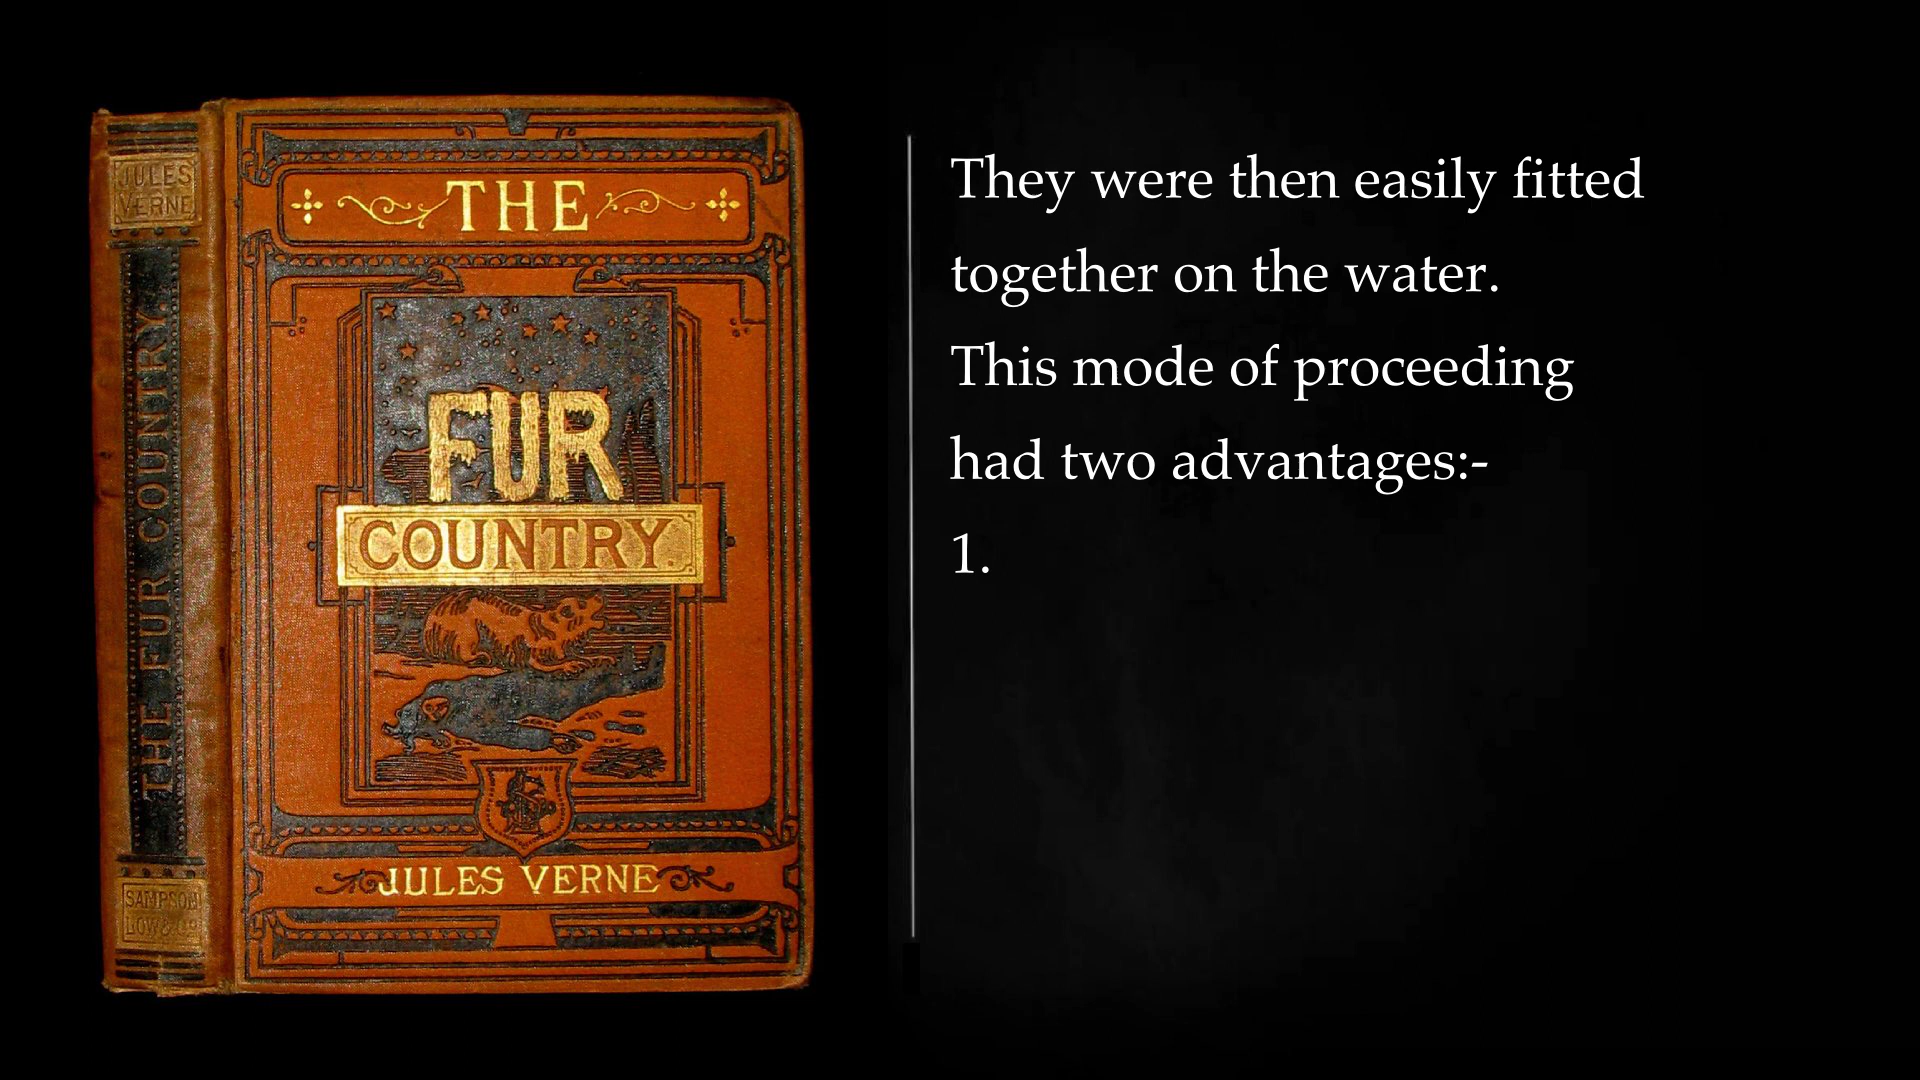 JULES
VERNE
THE FUR COUNTRY.
SAMPSON
LOW & Co
THE
FUR
COUNTRY.
JULES VERNE
They were then easily fitted
together on the water.
This mode of proceeding
had two advantages:-
1.